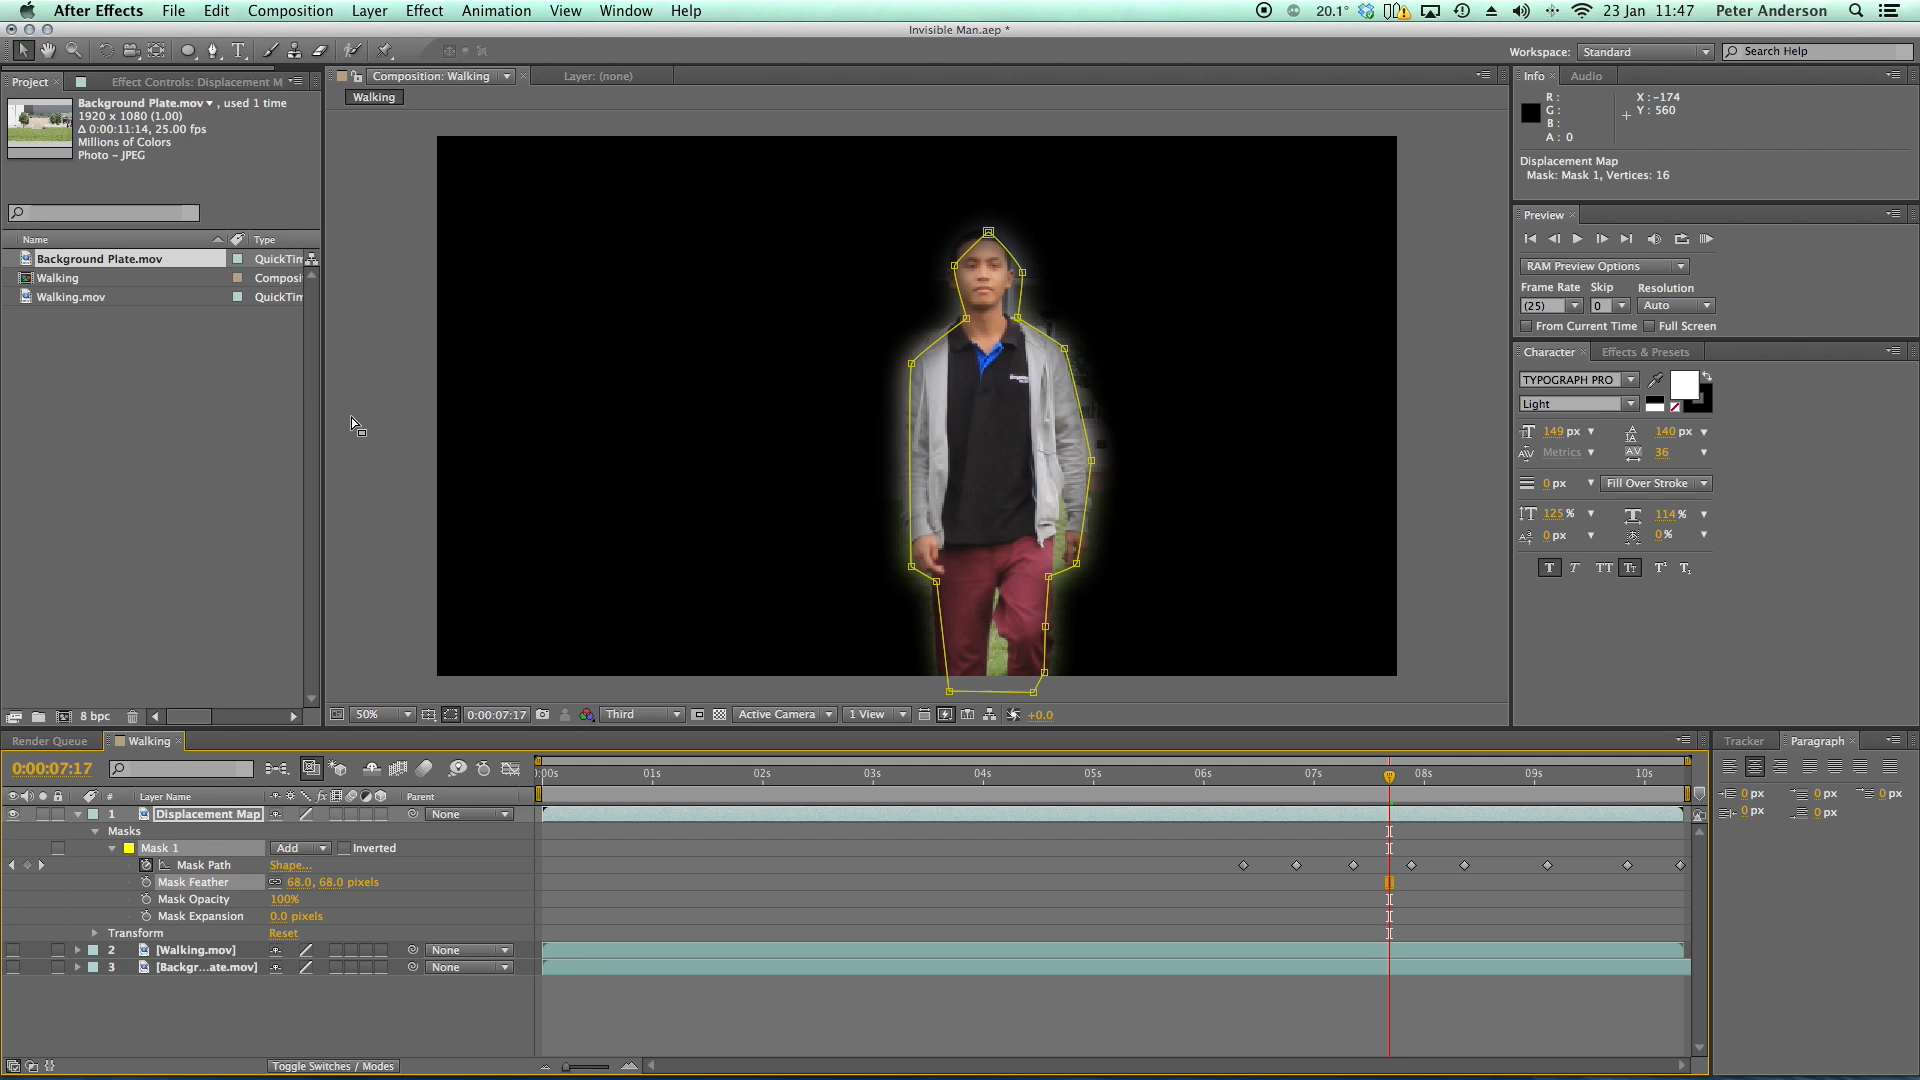 After Effects File Edit Composition Layer Effect Animation View Window Help 20.1° 23 Jan 11:47 Peter Anderson
Invisible Man.aep *
Workspace: Standard Search Help
Project Effect Controls: Displacement M
Background Plate.mov , used 1 time
1920 x 1080 (1.00)
Δ 0:00:11:14, 25.00 fps
Millions of Colors
Photo - JPEG
Name Type
Background Plate.mov QuickTim
Walking Composi
Walking.mov QuickTim
8 bpc
Composition: Walking Layer: (none)
Walking
50% 0:00:07:17 Third Active Camera 1 View +0.0
Info Audio
R: X: -174
G: Y: 560
B:
A: 0
Displacement Map
Mask: Mask 1, Vertices: 16
Preview
RAM Preview Options
Frame Rate Skip Resolution
(25) 0 Auto
From Current Time Full Screen
Character Effects & Presets
TYPOGRAPH PRO
Light
149 px 140 px
Metrics 36
0 px Fill Over Stroke
125 % 114 %
0 px 0 %
T T TT TT T¹ T₁
Render Queue Walking
0:00:07:17
:00s 01s 02s 03s 04s 05s 06s 07s 08s 09s 10s
# Layer Name Parent
1 Displacement Map None
Masks
Mask 1 Add Inverted
Mask Path Shape...
Mask Feather 68.0, 68.0 pixels
Mask Opacity 100%
Mask Expansion 0.0 pixels
Transform Reset
2 [Walking.mov] None
3 [Backgr...ate.mov] None
Toggle Switches / Modes
Tracker Paragraph
0 px 0 px 0 px
0 px 0 px